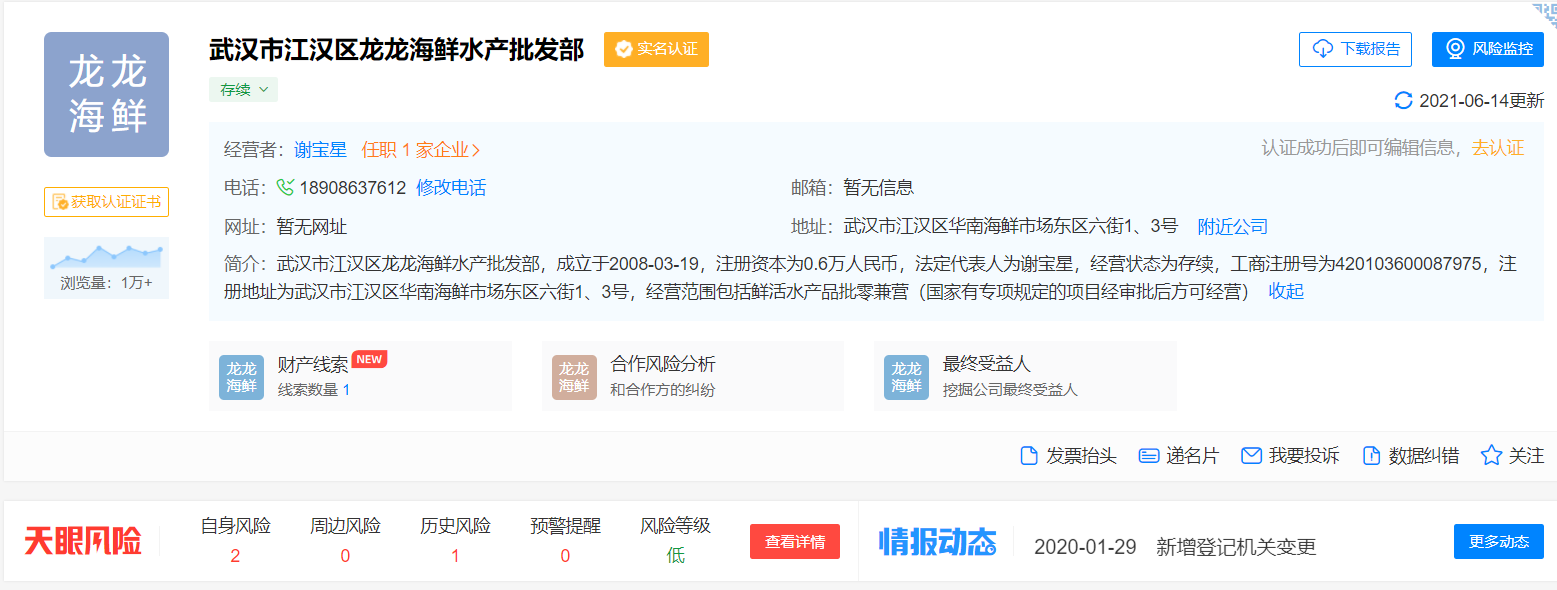 龙龙
海鲜
武汉市江汉区龙龙海鲜水产批发部
实名认证
下载报告
风险监控
存续
2021-06-14更新
获取认证证书
浏览量：1万+
经营者：谢宝星 任职 1 家企业
认证成功后即可编辑信息，去认证
电话：18908637612 修改电话
邮箱：暂无信息
网址：暂无网址
地址：武汉市江汉区华南海鲜市场东区六街1、3号 附近公司
简介：武汉市江汉区龙龙海鲜水产批发部，成立于2008-03-19，注册资本为0.6万人民币，法定代表人为谢宝星，经营状态为存续，工商注册号为420103600087975，注
册地址为武汉市江汉区华南海鲜市场东区六街1、3号，经营范围包括鲜活水产品批零兼营（国家有专项规定的项目经审批后方可经营） 收起
龙龙
海鲜
财产线索 NEW
线索数量 1
龙龙
海鲜
合作风险分析
和合作方的纠纷
龙龙
海鲜
最终受益人
挖掘公司最终受益人
发票抬头
递名片
我要投诉
数据纠错
关注
天眼风险
自身风险
2
周边风险
0
历史风险
1
预警提醒
0
风险等级
低
查看详情
情报动态
2020-01-29 新增登记机关变更
更多动态